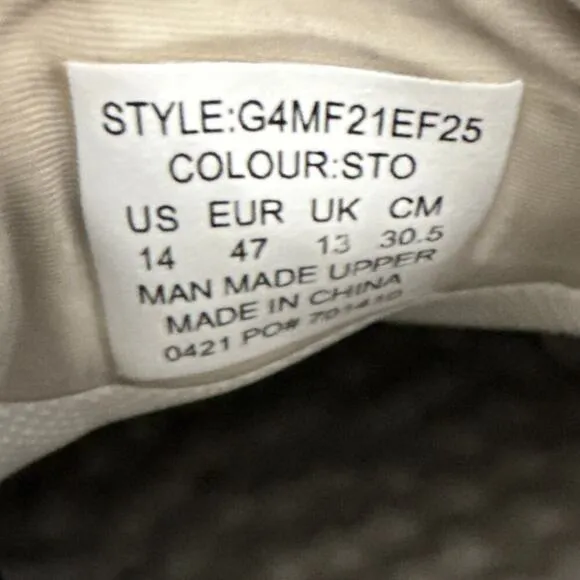 STYLE:G4MF21EF25
COLOUR:STO
US EUR UK CM
14 47 13 30.5
MAN MADE UPPER
MADE IN CHINA
0421 PO#